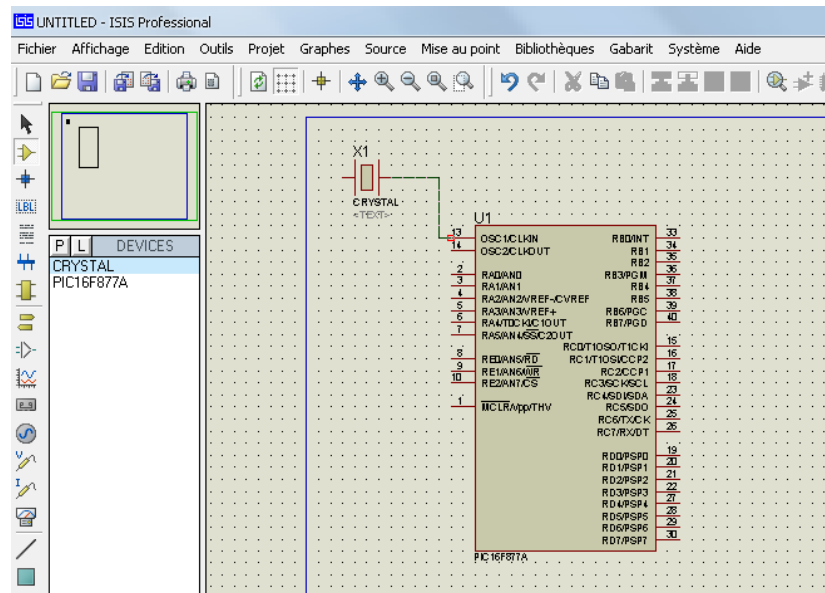 isis UNTITLED - ISIS Professional
Fichier Affichage Edition Outils Projet Graphes Source Mise au point Bibliothèques Gabarit Système Aide
LBL
P L DEVICES
CRYSTAL
PIC16F877A
X1
CRYSTAL
<TEXT>
U1
13 OSC1/CLKIN RB0/INT 33
14 OSC2/CLKOUT RB1 34
RB2 35
2 RA0/AN0 RB3/PGM 36
3 RA1/AN1 RB4 37
4 RA2/AN2/VREF-/CVREF RB5 38
5 RA3/AN3/VREF+ RB6/PGC 39
6 RA4/T0CKI/C1OUT RB7/PGD 40
7 RA5/AN4/SS/C2OUT
RC0/T1OSO/T1CKI 15
8 RE0/AN5/RD RC1/T1OSI/CCP2 16
9 RE1/AN6/WR RC2/CCP1 17
10 RE2/AN7/CS RC3/SCK/SCL 18
RC4/SDI/SDA 23
1 MCLR/Vpp/THV RC5/SDO 24
RC6/TX/CK 25
RC7/RX/DT 26
RD0/PSP0 19
RD1/PSP1 20
RD2/PSP2 21
RD3/PSP3 22
RD4/PSP4 27
RD5/PSP5 28
RD6/PSP6 29
RD7/PSP7 30
PIC16F877A
V
I